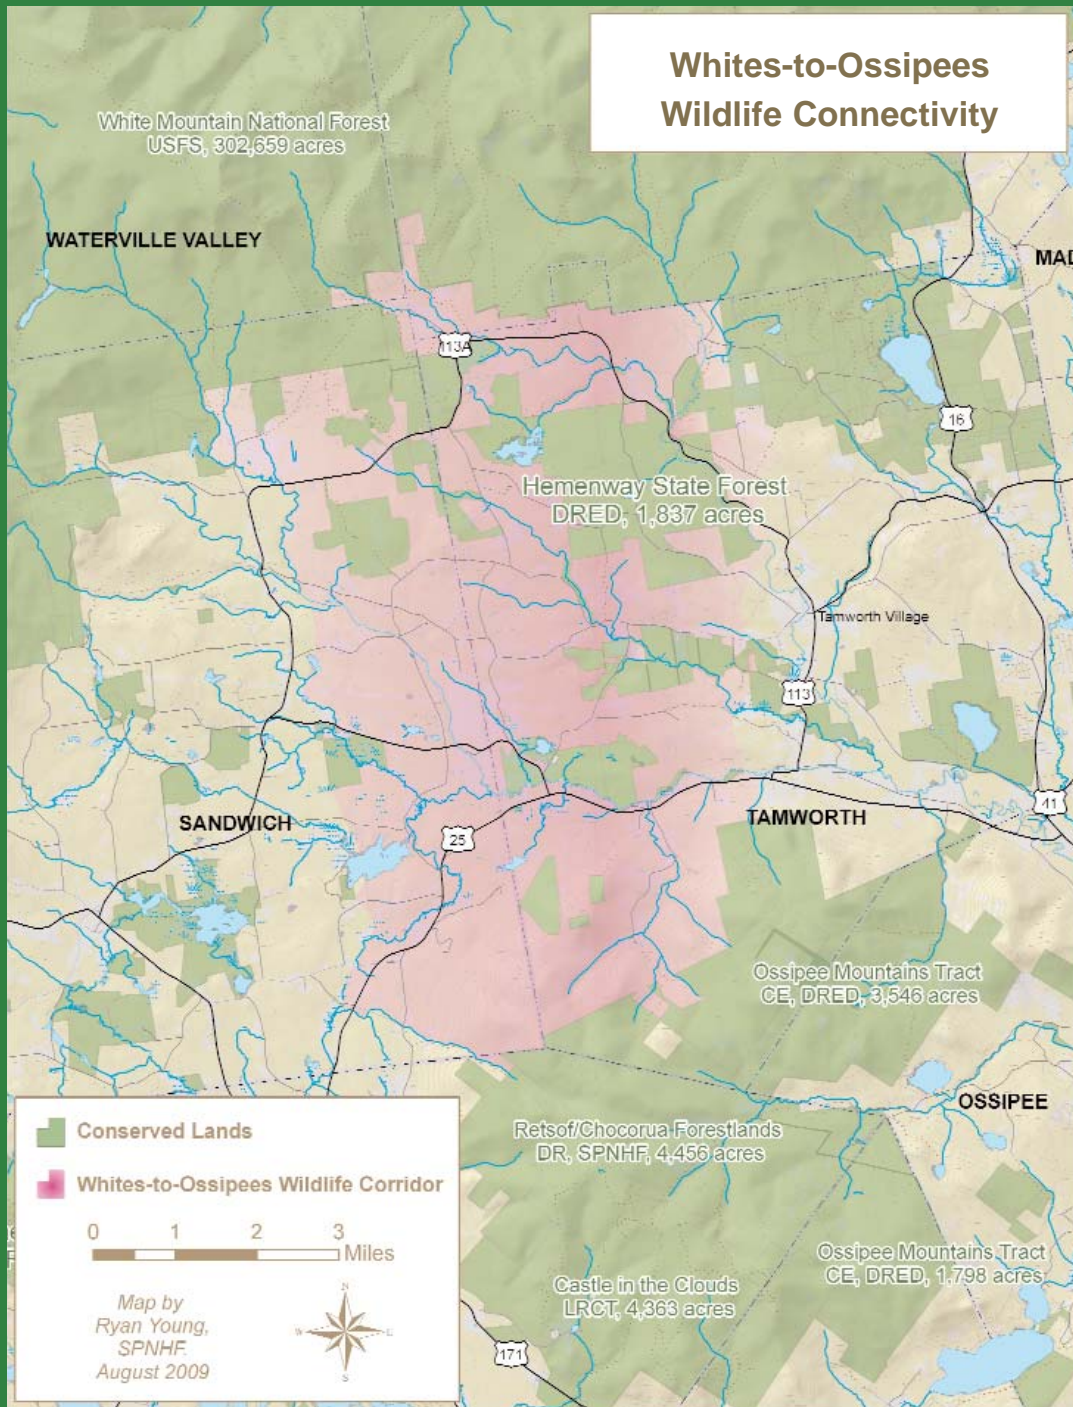 Whites-to-Ossipees
Wildlife Connectivity
White Mountain National Forest
USFS, 302,659 acres
WATERVILLE VALLEY
MAD
113A
16
Hemenway State Forest
DRED, 1,837 acres
Tamworth Village
113
SANDWICH
25
TAMWORTH
41
Ossipee Mountains Tract
CE, DRED, 3,546 acres
OSSIPEE
Retsof/Chocorua Forestlands
DR, SPNHF, 4,456 acres
Ossipee Mountains Tract
CE, DRED, 1,798 acres
Castle in the Clouds
LRCT, 4,363 acres
171
Conserved Lands
Whites-to-Ossipees Wildlife Corridor
0 1 2 3
Miles
Map by
Ryan Young,
SPNHF.
August 2009
N
W E
S